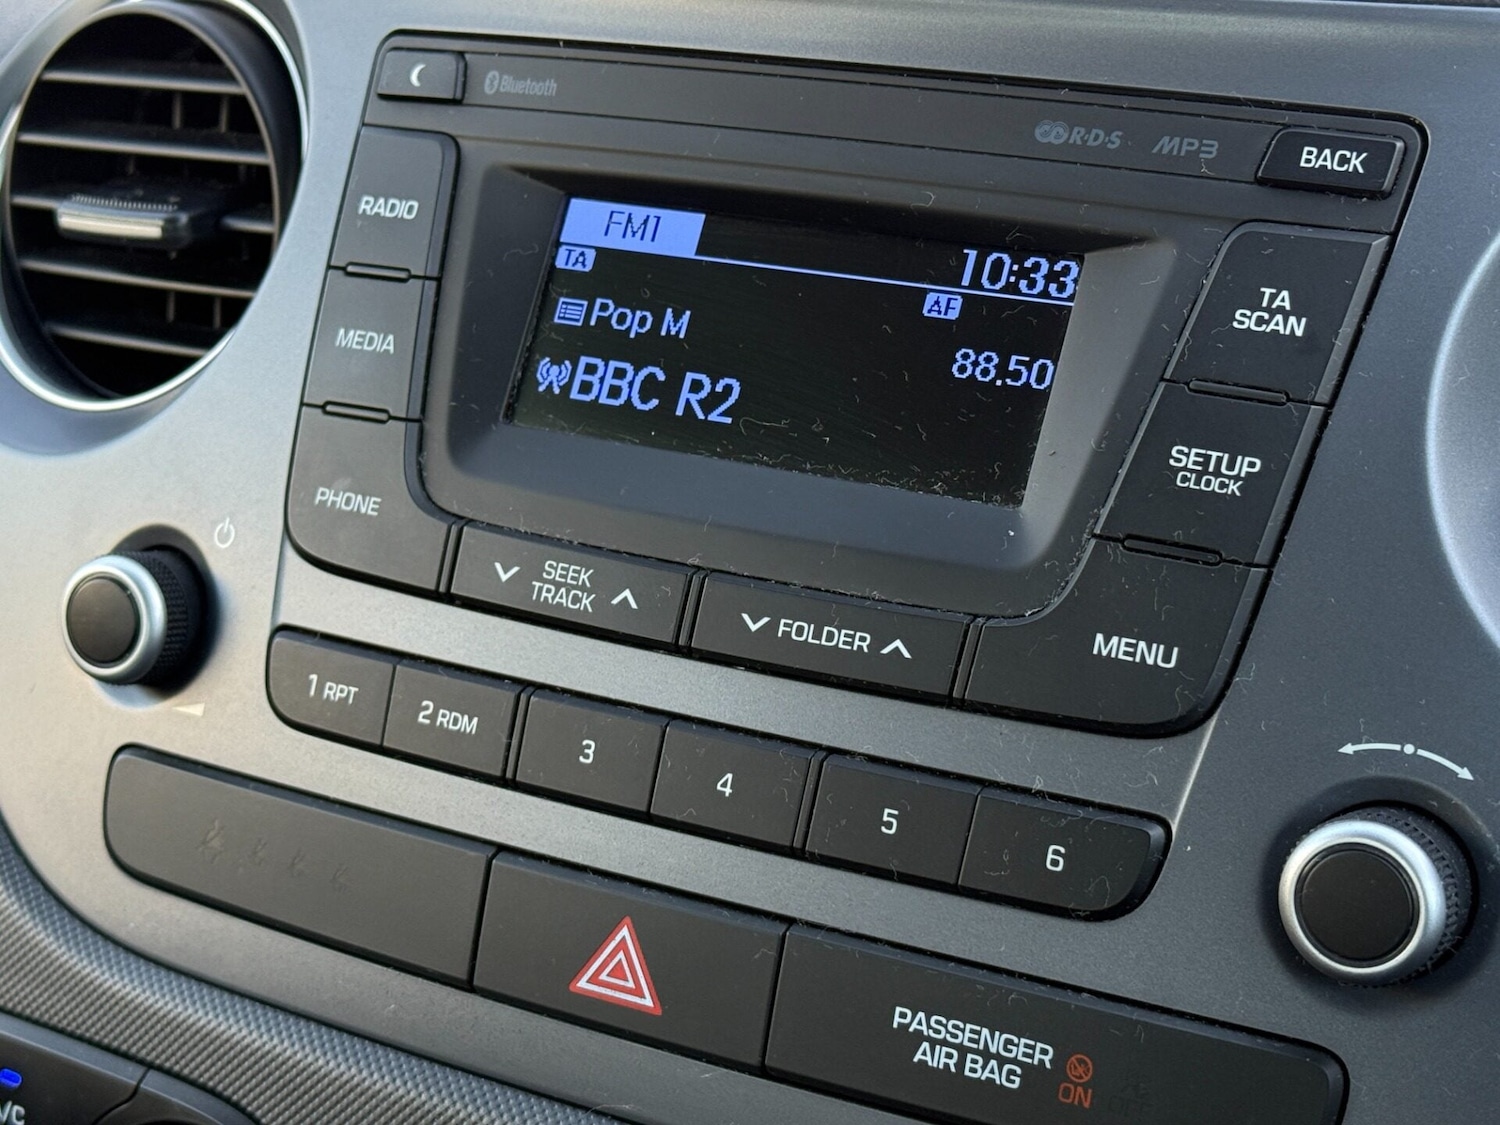 Bluetooth
R·D·S
MP3
BACK
RADIO
FM1
10:33
TA
AF
Pop M
88.50
BBC R2
MEDIA
PHONE
TA
SCAN
SETUP
CLOCK
SEEK
TRACK
FOLDER
MENU
1 RPT
2 RDM
3
4
5
6
PASSENGER
AIR BAG
ON
OFF